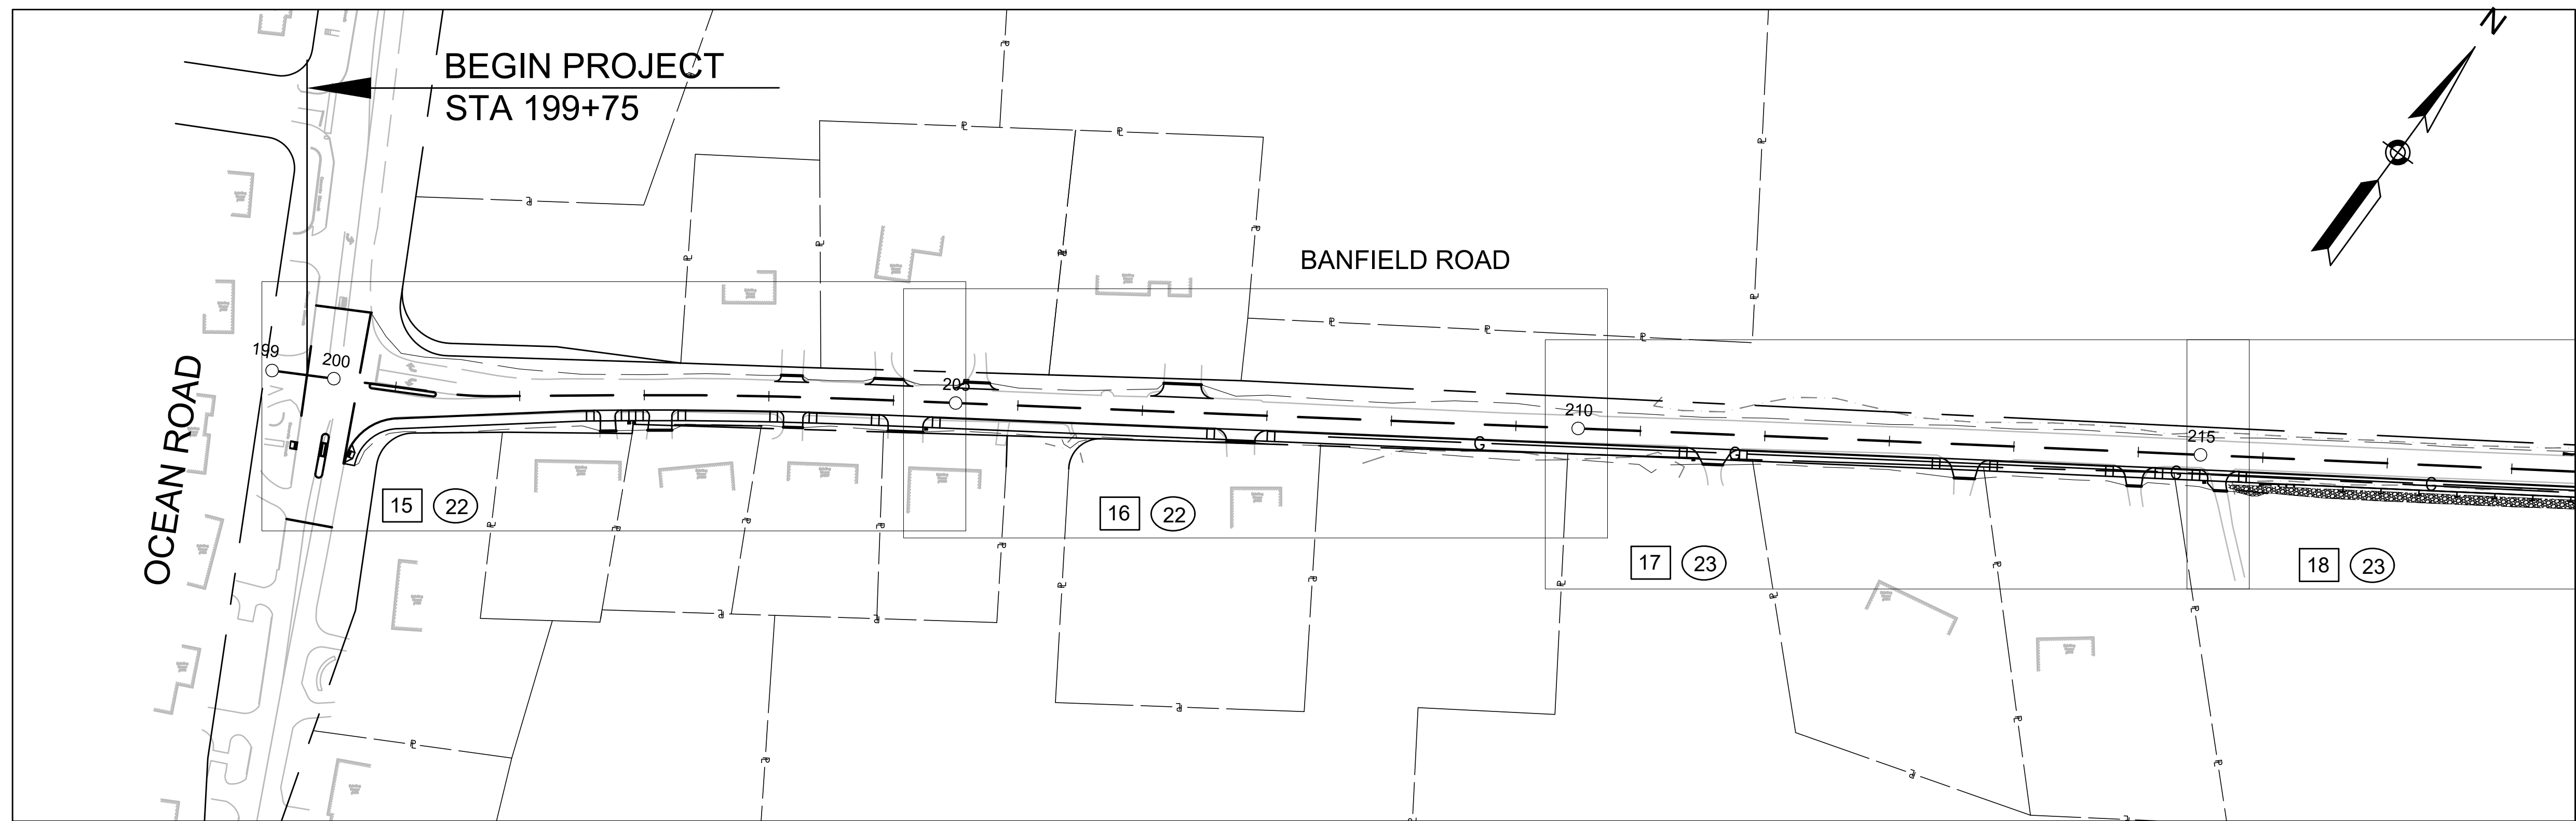 N
BEGIN PROJECT
STA 199+75
BANFIELD ROAD
OCEAN ROAD
199
200
205
210
215
G
G
G
G
15 22
16 22
17 23
18 23